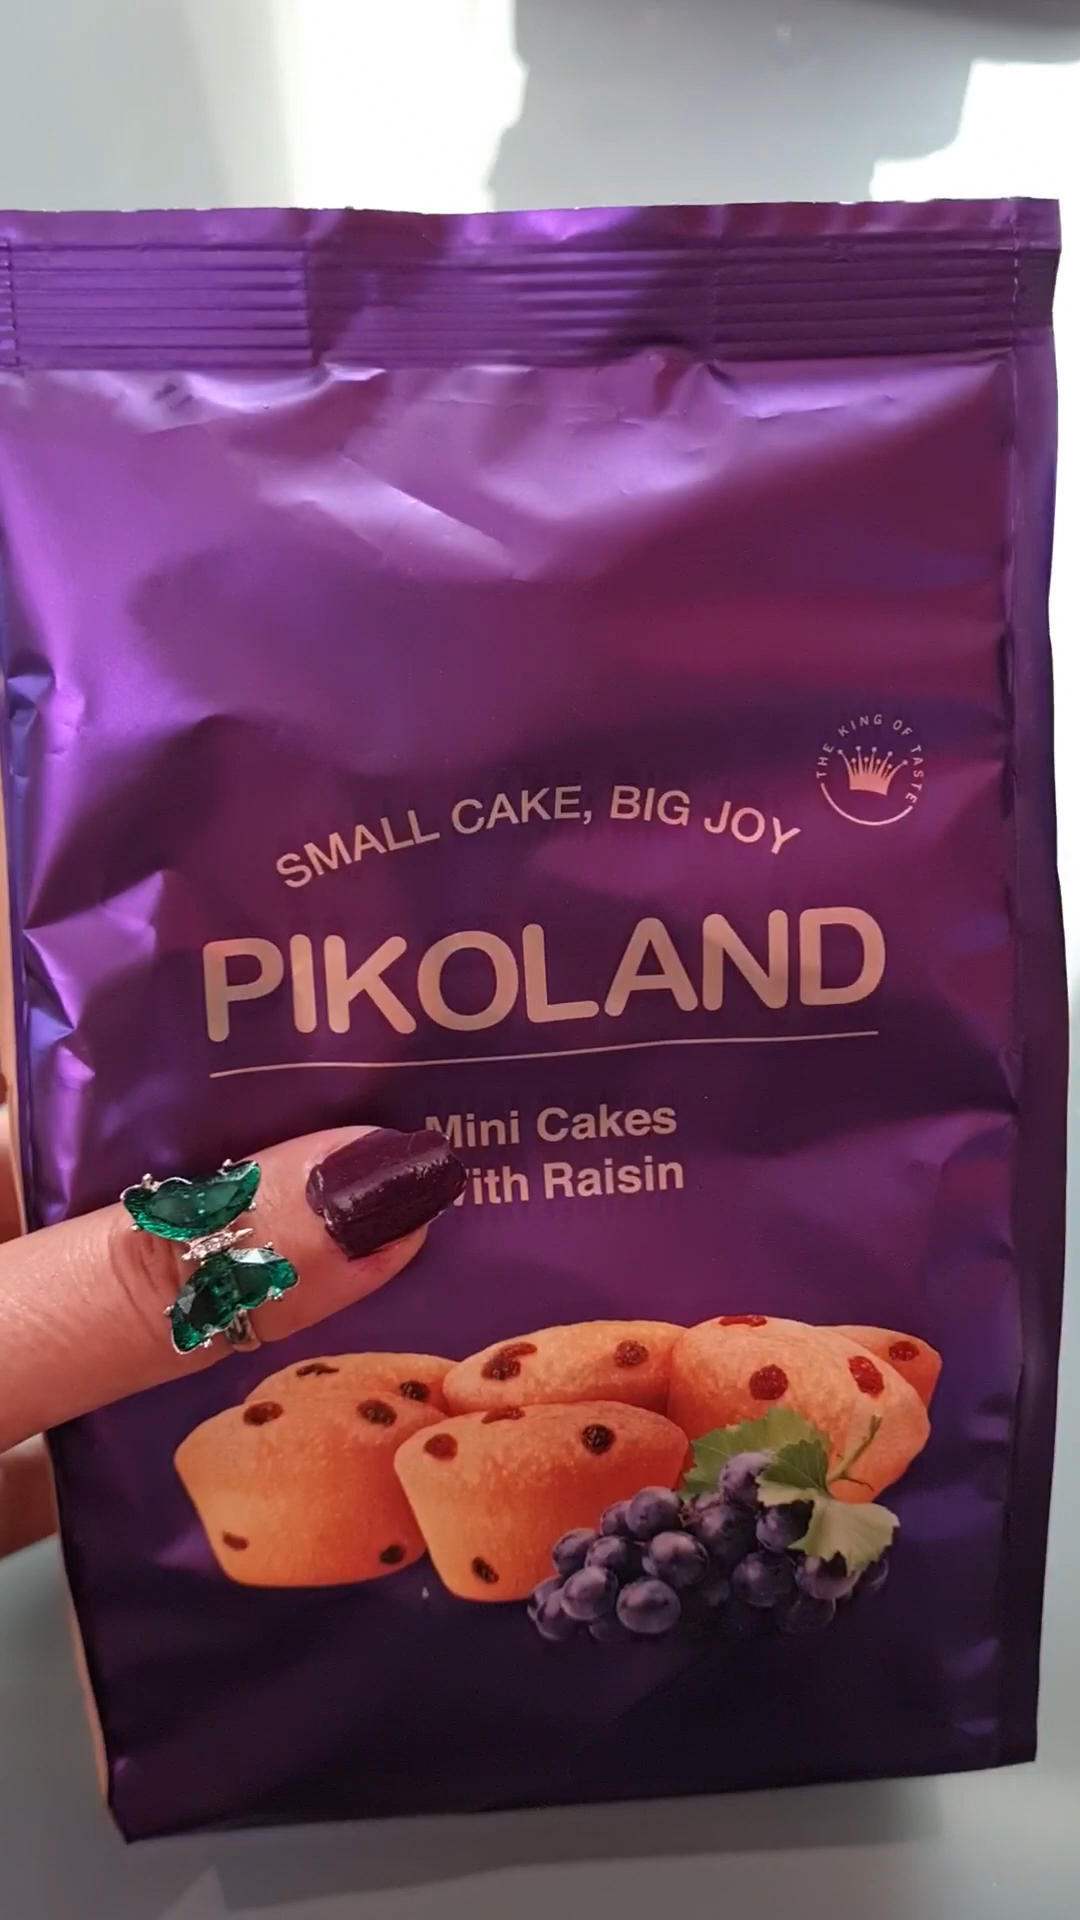 THE KING OF TASTE
SMALL CAKE, BIG JOY
PIKOLAND
Mini Cakes
With Raisin